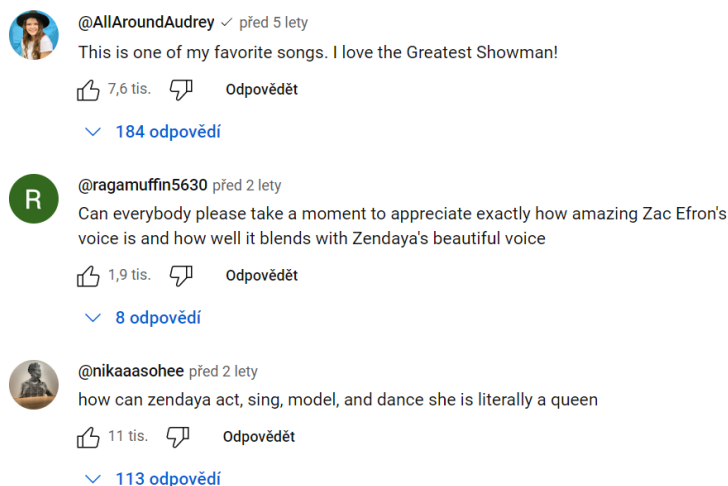 @AllAroundAudrey před 5 lety
This is one of my favorite songs. I love the Greatest Showman!
7,6 tis. Odpovědět
184 odpovědí
R
@ragamuffin5630 před 2 lety
Can everybody please take a moment to appreciate exactly how amazing Zac Efron's
voice is and how well it blends with Zendaya's beautiful voice
1,9 tis. Odpovědět
8 odpovědí
@nikaaasohee před 2 lety
how can zendaya act, sing, model, and dance she is literally a queen
11 tis. Odpovědět
113 odpovědí